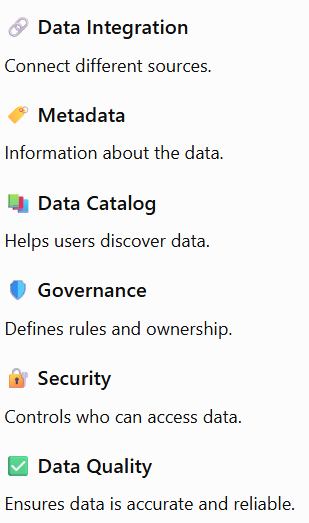 Data Integration
Connect different sources.
Metadata
Information about the data.
Data Catalog
Helps users discover data.
Governance
Defines rules and ownership.
Security
Controls who can access data.
Data Quality
Ensures data is accurate and reliable.